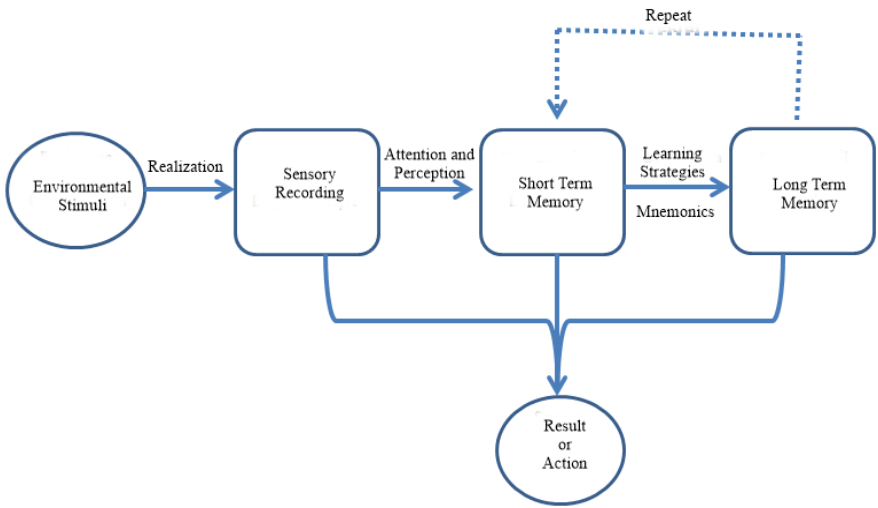 Repeat
Environmental
Stimuli
Realization
Sensory
Recording
Attention and
Perception
Short Term
Memory
Learning
Strategies
Mnemonics
Long Term
Memory
Result
or
Action